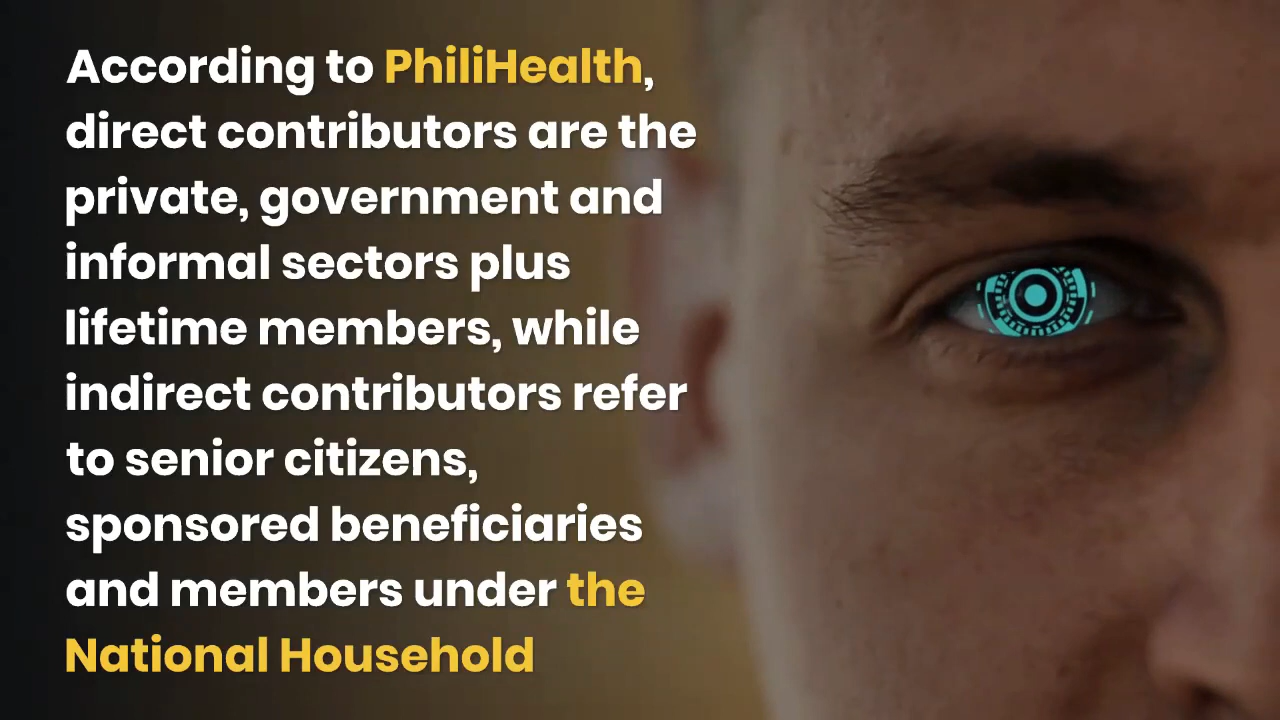 According to PhiliHealth,
direct contributors are the
private, government and
informal sectors plus
lifetime members, while
indirect contributors refer
to senior citizens,
sponsored beneficiaries
and members under the
National Household